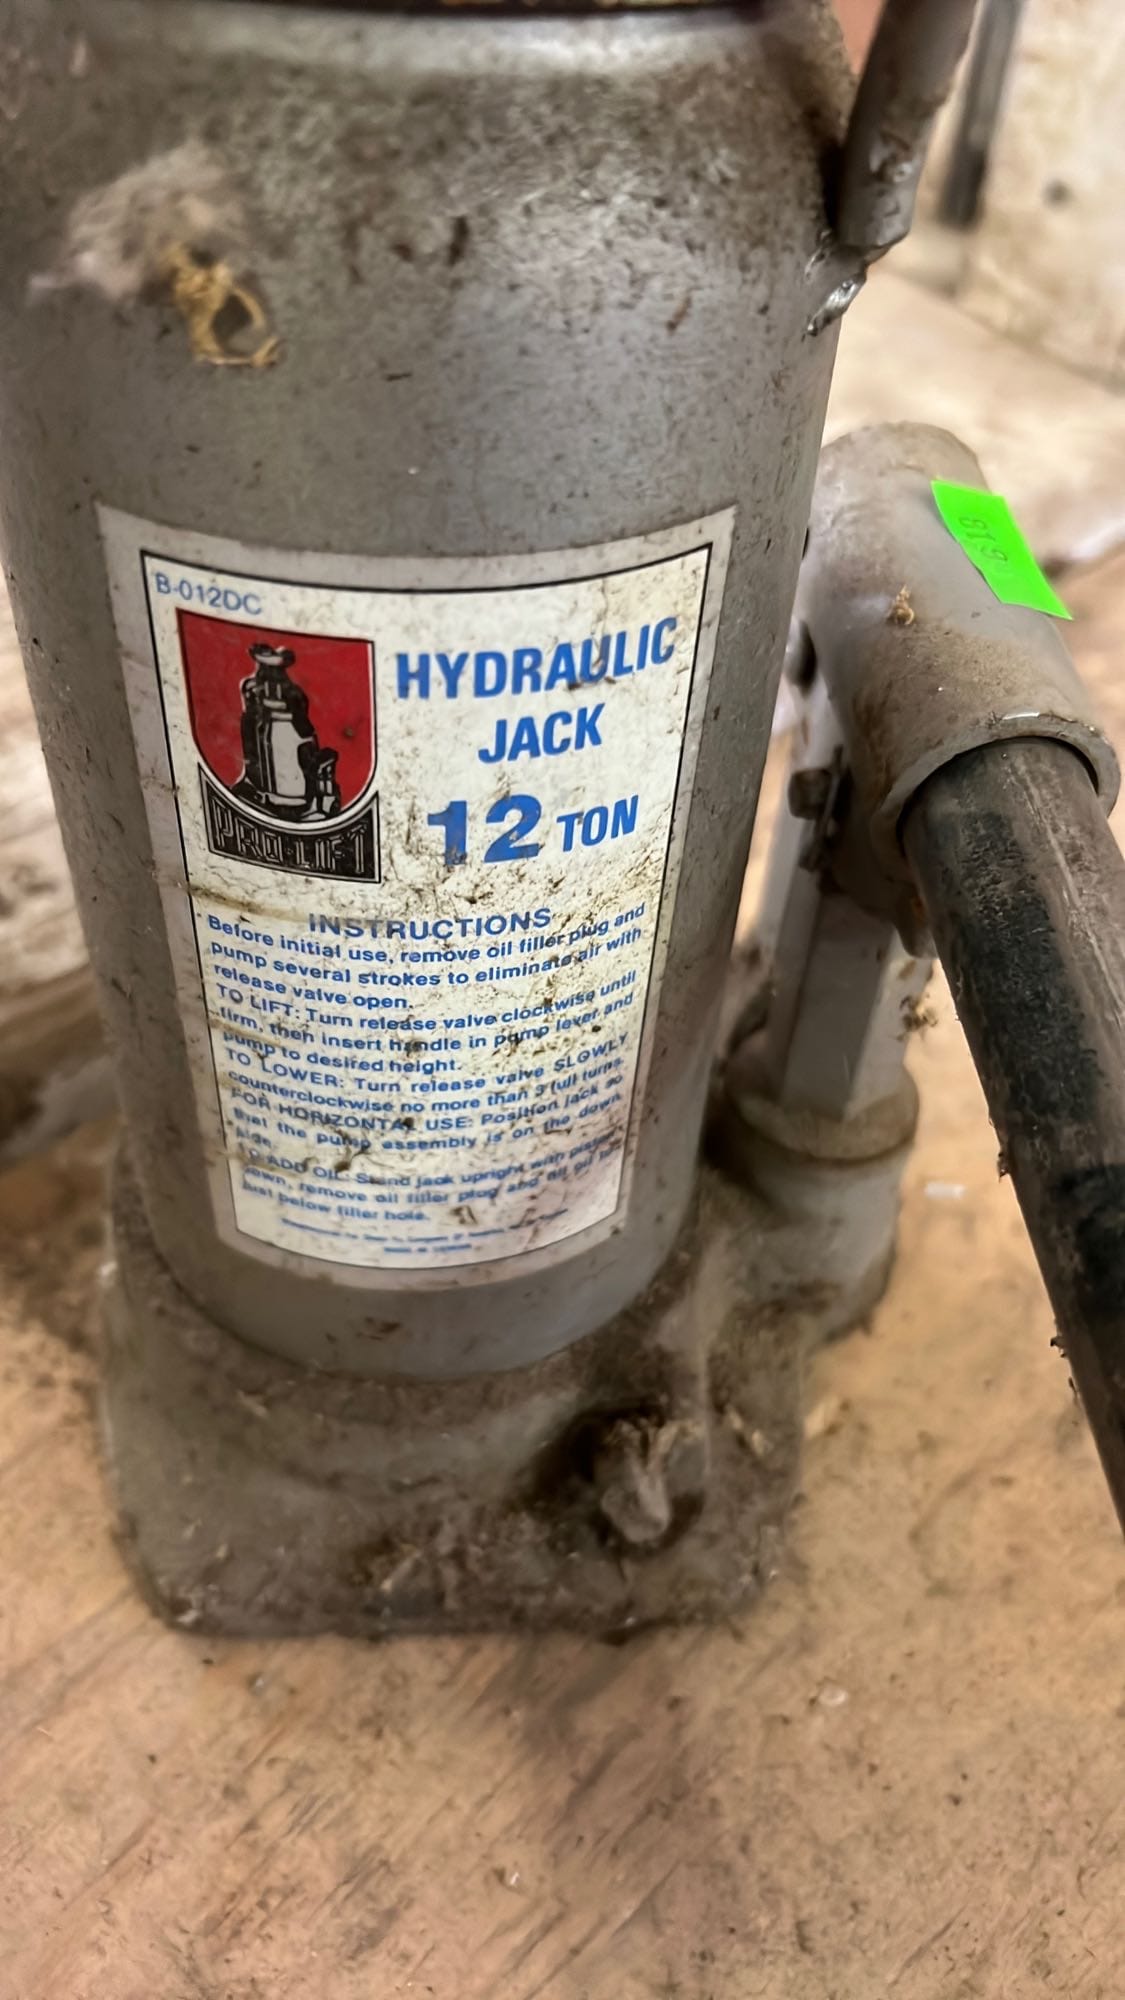 B-012DC
HYDRAULIC
JACK
12 TON
PRO-LIFT
INSTRUCTIONS
Before initial use, remove oil filler plug and
pump several strokes to eliminate air with
release valve open.
TO LIFT: Turn release valve clockwise until
firm, then insert handle in pump lever and
pump to desired height.
TO LOWER: Turn release valve SLOWLY
counterclockwise no more than 3 full turns.
FOR HORIZONTAL USE: Position jack so
that the pump assembly is on the down
side.
TO ADD OIL: Stand jack upright with piston
down, remove oil filler plug and fill oil
just below filter hole.
619